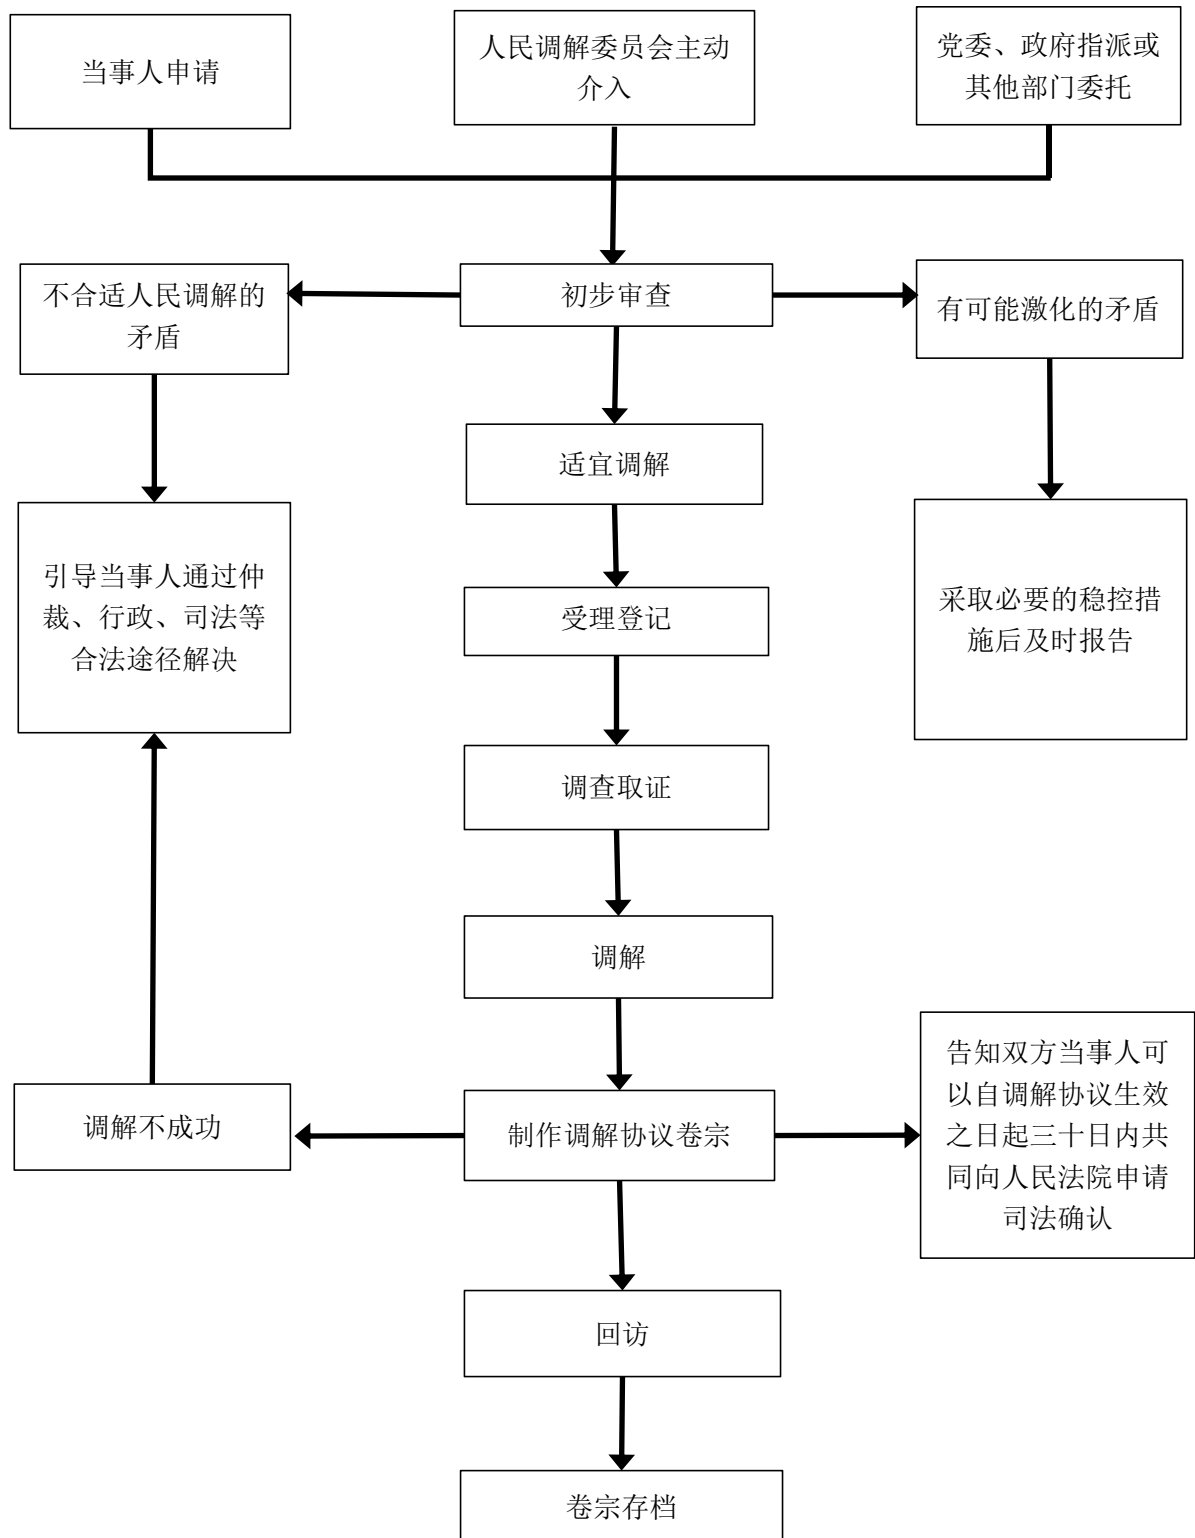 当事人申请
人民调解委员会主动
介入
党委、政府指派或
其他部门委托
不合适人民调解的
矛盾
初步审查
有可能激化的矛盾
适宜调解
引导当事人通过仲
裁、行政、司法等
合法途径解决
受理登记
采取必要的稳控措
施后及时报告
调查取证
调解
调解不成功
制作调解协议卷宗
告知双方当事人可
以自调解协议生效
之日起三十日内共
同向人民法院申请
司法确认
回访
卷宗存档